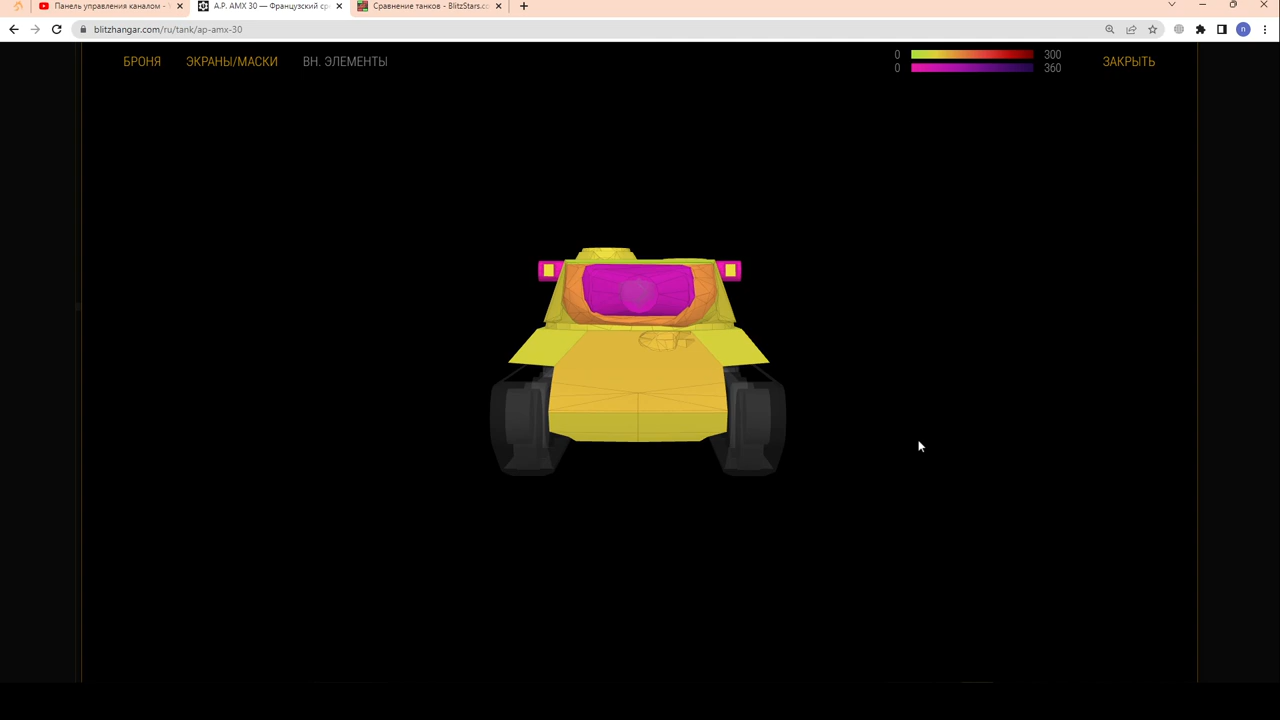 Панель управления каналом -
A.P. AMX 30 — Французский ср
Сравнение танков - BlitzStars.co
blitzhangar.com/ru/tank/ap-amx-30
n
БРОНЯ ЭКРАНЫ/МАСКИ ВН. ЭЛЕМЕНТЫ
0 300
0 360
ЗАКРЫТЬ